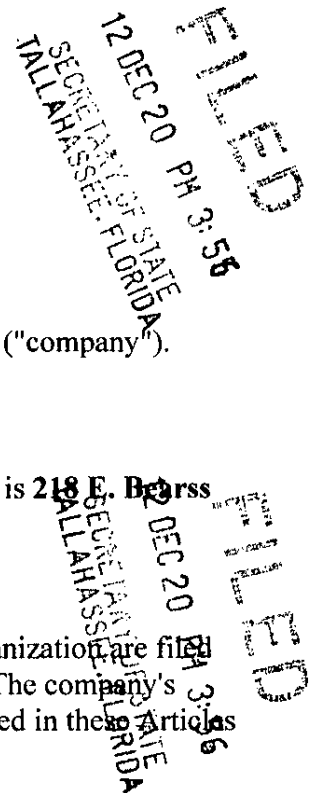 FILED
12 DEC 20 PM 3:56
SECRETARY OF STATE
TALLAHASSEE, FLORIDA
("company").
is 218 E. Bearss
FILED
12 DEC 20 PM 3:56
SECRETARY OF STATE
TALLAHASSEE FLORIDA
anization are filed
The company's
ed in these Articles